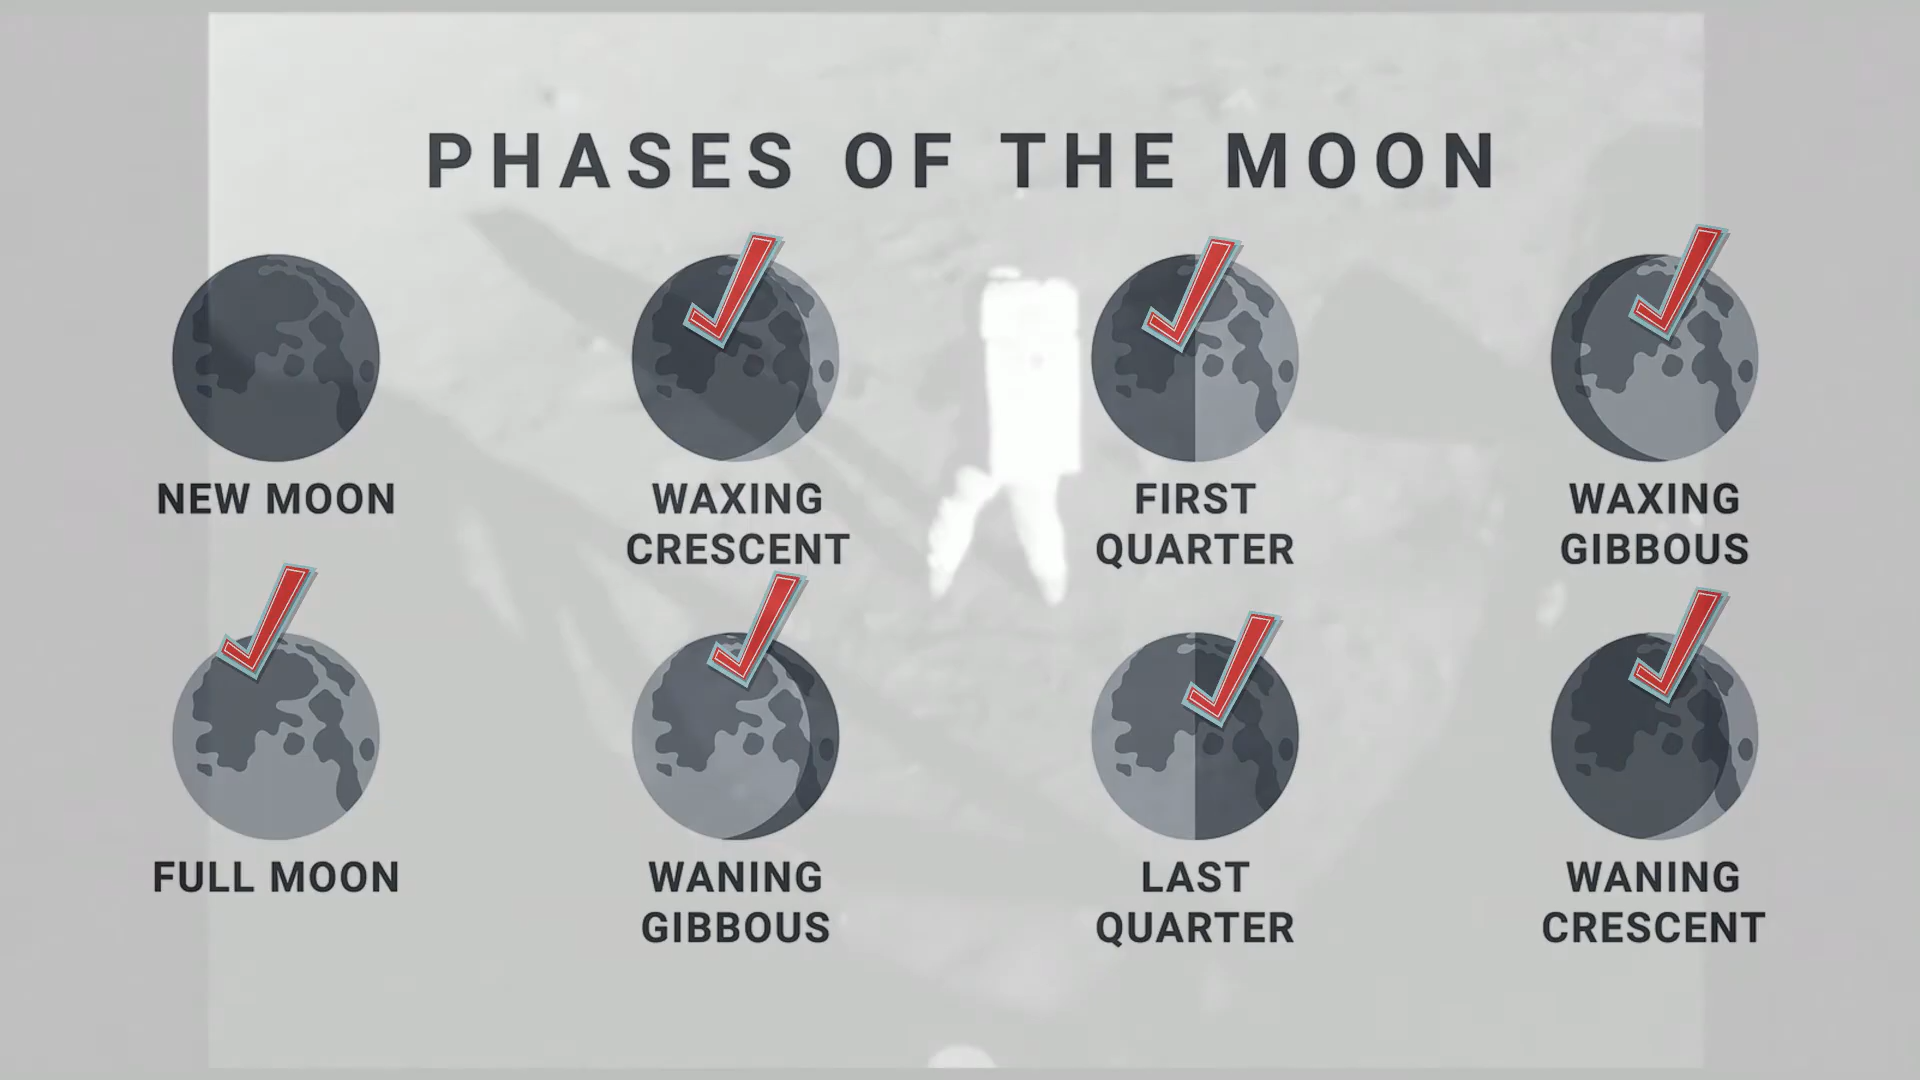 PHASES OF THE MOON
NEW MOON
WAXING
CRESCENT
FIRST
QUARTER
WAXING
GIBBOUS
FULL MOON
WANING
GIBBOUS
LAST
QUARTER
WANING
CRESCENT